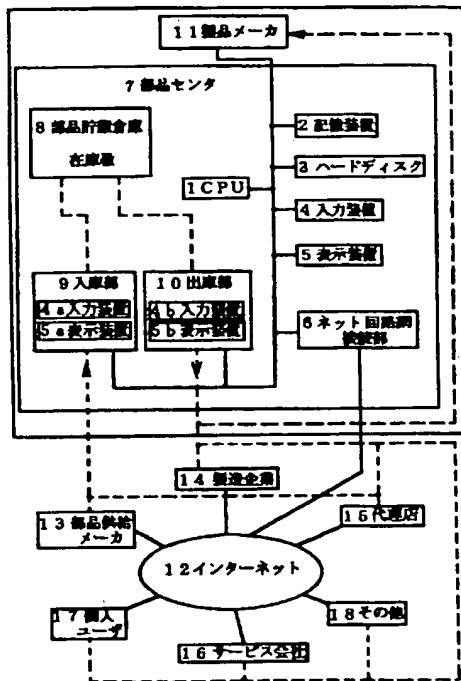 11製品メーカ
7部品センタ
8部品貯蔵倉庫
在庫数
2記憶装置
3ハードディスク
1CPU
4入力装置
5表示装置
9入庫部
4a入力装置
5a表示装置
10出庫部
4b入力装置
5b表示装置
6ネット回路網
接続部
14製造企業
13部品供給
メーカ
15代理店
12インターネット
17個人
ユーザ
18その他
16サービス会社